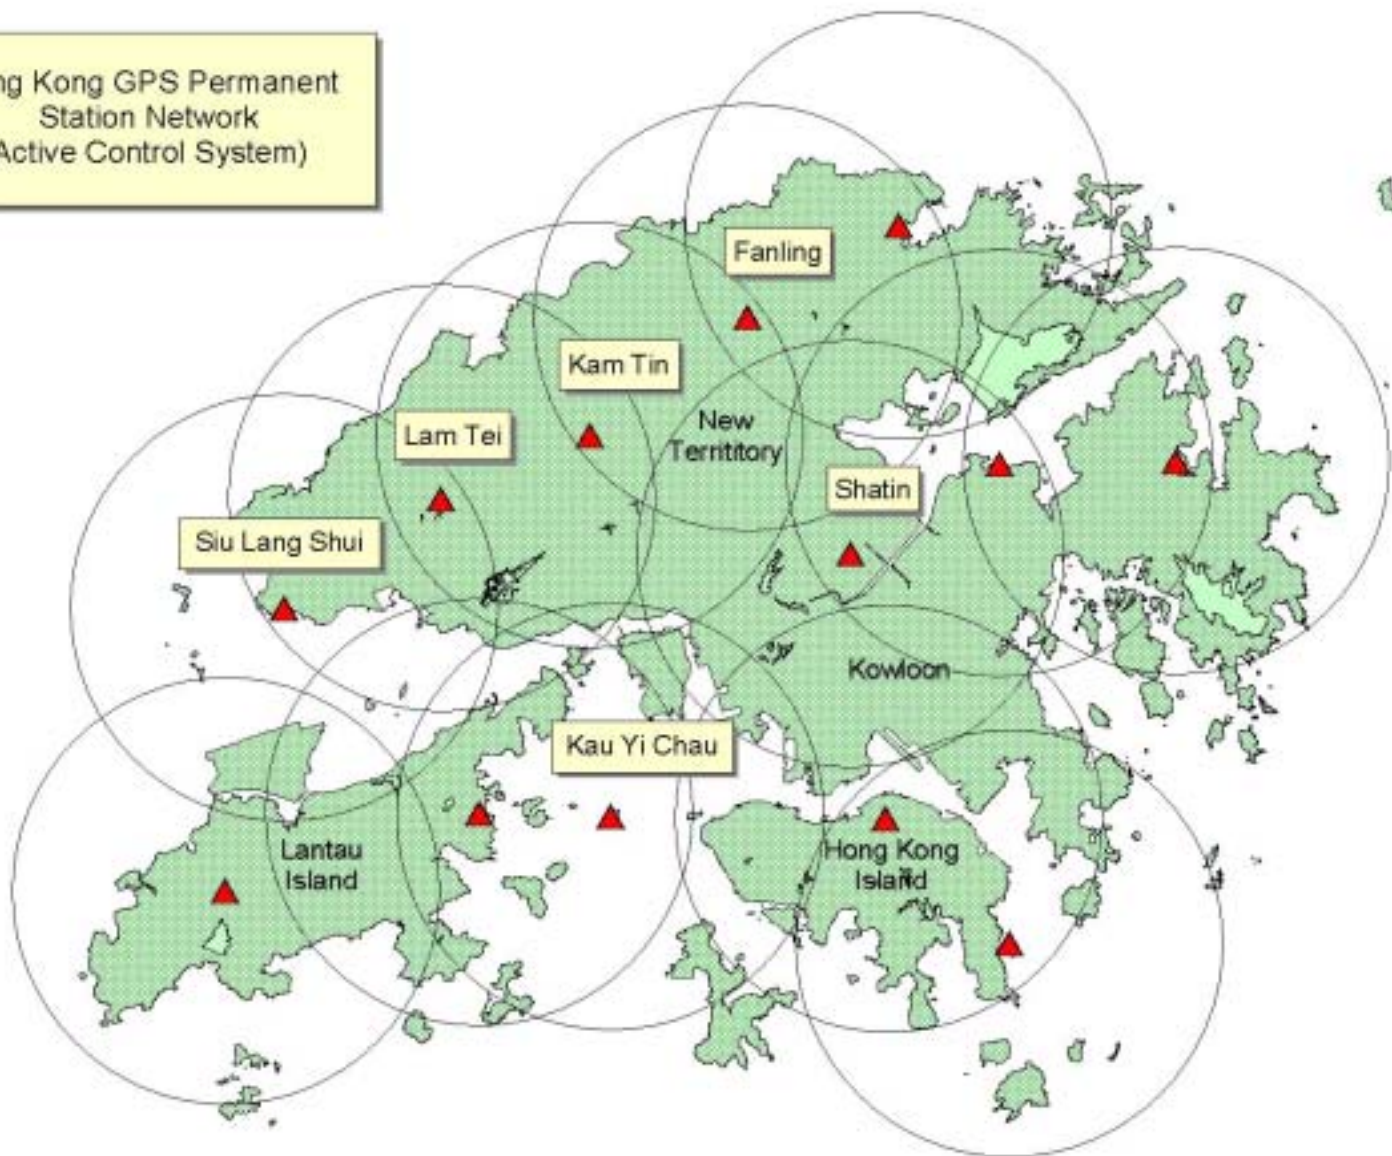 ng Kong GPS Permanent
Station Network
Active Control System)
Fanling
Kam Tin
New
Territitory
Lam Tei
Shatin
Siu Lang Shui
Kowloon
Kau Yi Chau
Lantau
Island
Hong Kong
Island